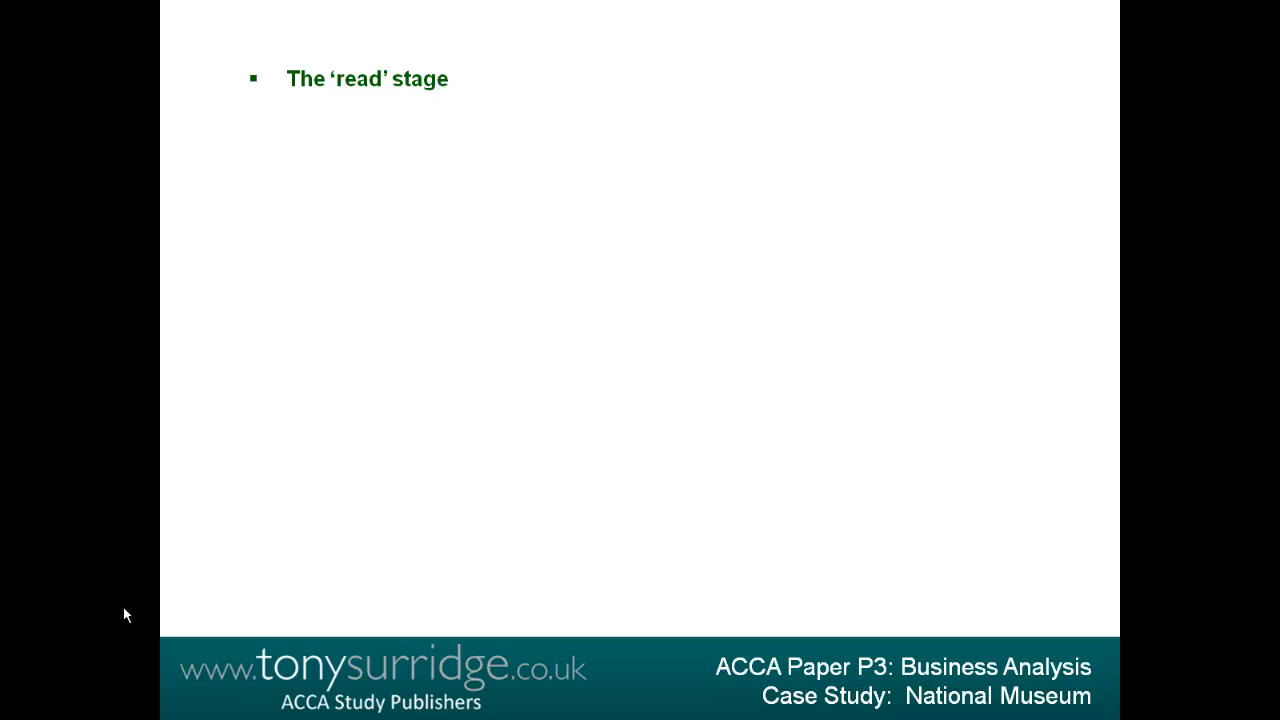 ▪ The ‘read’ stage
www.tonysurridge.co.uk
ACCA Study Publishers
ACCA Paper P3: Business Analysis
Case Study: National Museum